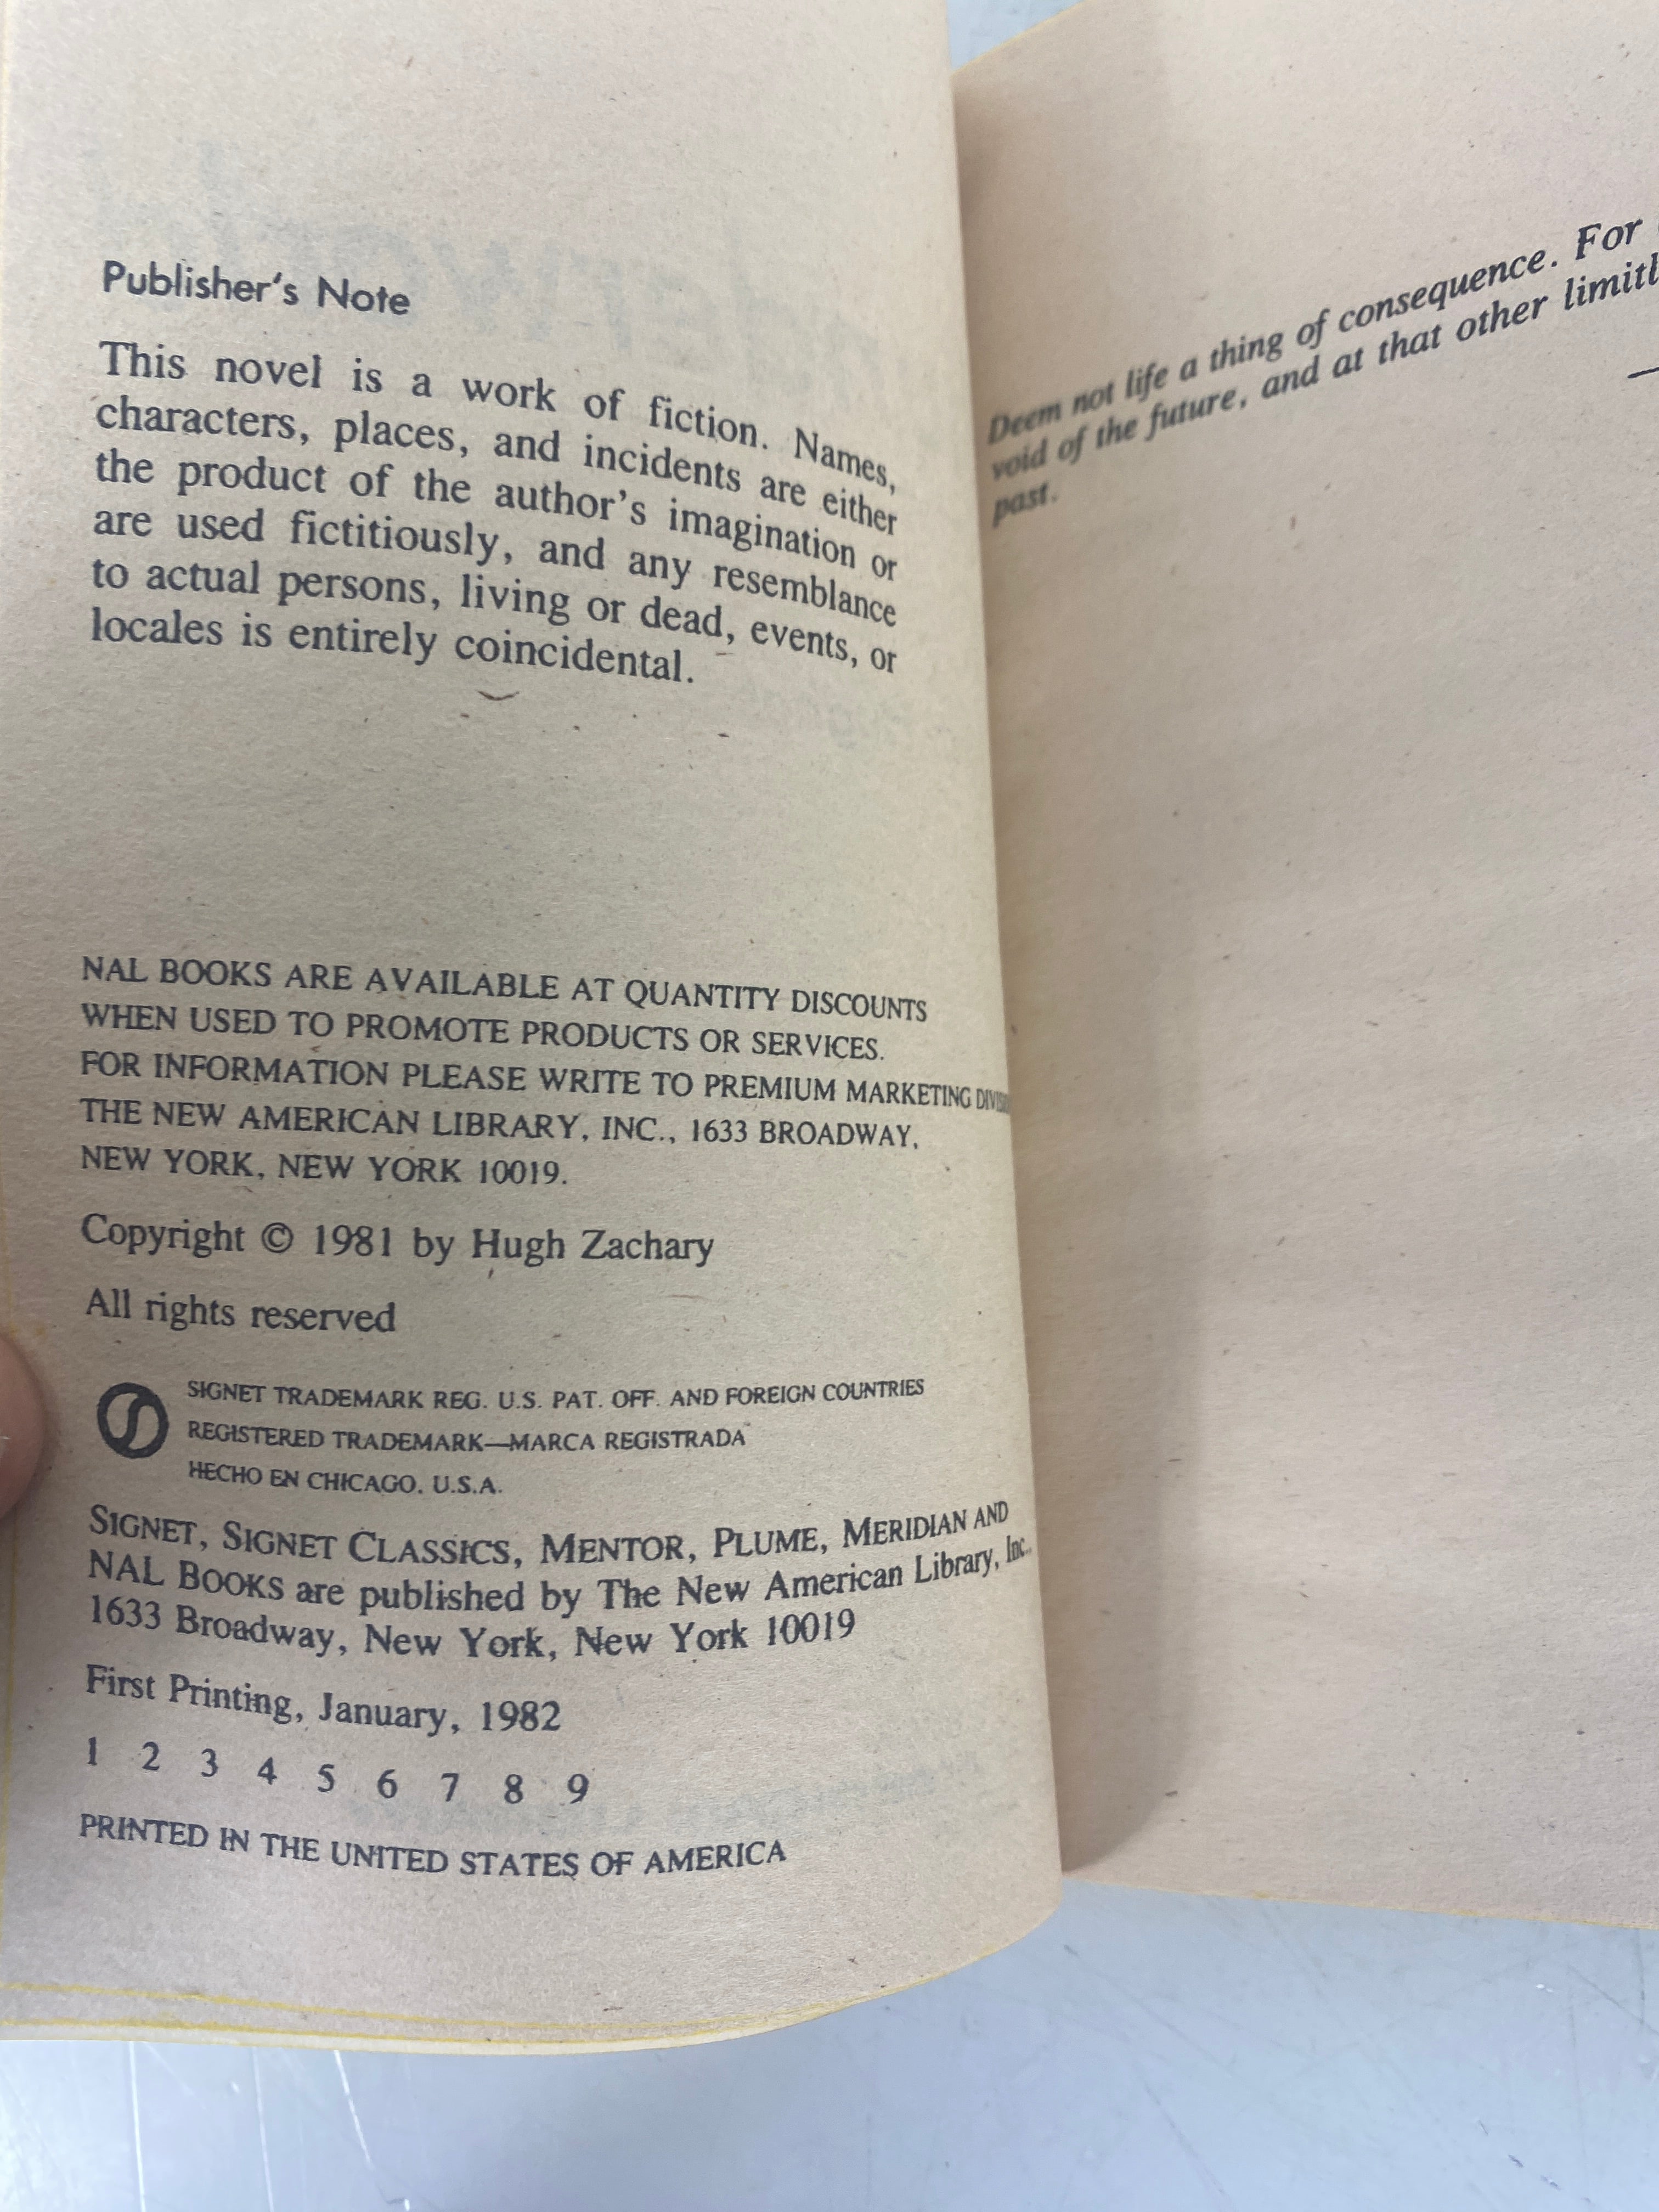 Publisher's Note
This novel is a work of fiction. Names,
characters, places, and incidents are either
the product of the author's imagination or
are used fictitiously, and any resemblance
to actual persons, living or dead, events, or
locales is entirely coincidental.
NAL BOOKS ARE AVAILABLE AT QUANTITY DISCOUNTS
WHEN USED TO PROMOTE PRODUCTS OR SERVICES.
FOR INFORMATION PLEASE WRITE TO PREMIUM MARKETING
THE NEW AMERICAN LIBRARY, INC., 1633 BROADWAY,
NEW YORK, NEW YORK 10019.
Copyright © 1981 by Hugh Zachary
All rights reserved
SIGNET TRADEMARK REG. U.S. PAT. OFF. AND FOREIGN COUNTRIES
REGISTERED TRADEMARK—MARCA REGISTRADA
HECHO EN CHICAGO, U.S.A.
SIGNET, SIGNET CLASSICS, MENTOR, PLUME, MERIDIAN AND
NAL BOOKS are published by The New American Library, Inc.,
1633 Broadway, New York, New York 10019
First Printing, January, 1982
1 2 3 4 5 6 7 8 9
PRINTED IN THE UNITED STATES OF AMERICA
Deem not life a thing of consequence. For
void of the future, and at that other limitl
past.
—